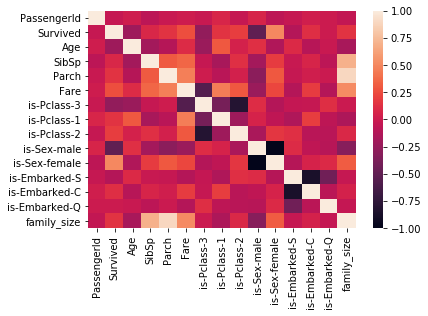 PassengerId
Survived
Age
SibSp
Parch
Fare
is-Pclass-3
is-Pclass-1
is-Pclass-2
is-Sex-male
is-Sex-female
is-Embarked-S
is-Embarked-C
is-Embarked-Q
family_size
PassengerId
Survived
Age
SibSp
Parch
Fare
is-Pclass-3
is-Pclass-1
is-Pclass-2
is-Sex-male
is-Sex-female
is-Embarked-S
is-Embarked-C
is-Embarked-Q
family_size
1.00
0.75
0.50
0.25
0.00
−0.25
−0.50
−0.75
−1.00